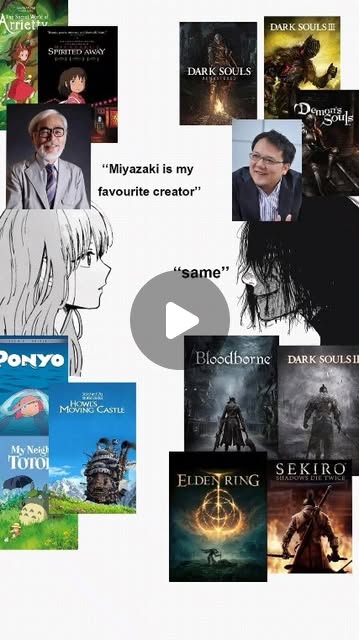 The Secret World of
Arrietty
SPIRITED AWAY
DARK SOULS
REMASTERED
DARK SOULS III
Demon's
Souls
“Miyazaki is my
favourite creator”
“same”
PONYO
HOWL'S
MOVING CASTLE
My Neighbor
TOTORO
Bloodborne
DARK SOULS II
ELDEN RING
SEKIRO
SHADOWS DIE TWICE